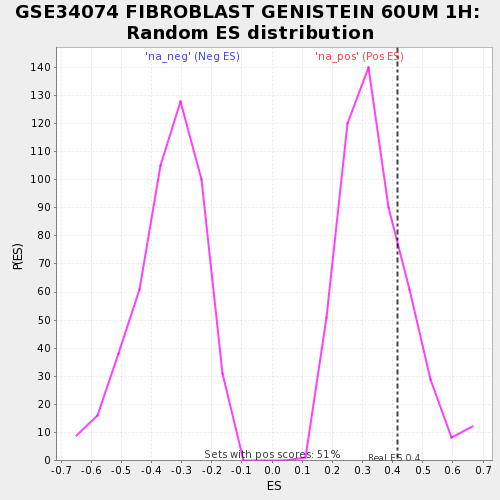 GSE34074 FIBROBLAST GENISTEIN 60UM 1H:
Random ES distribution
'na_neg' (Neg ES)
'na_pos' (Pos ES)
140
130
120
110
100
90
80
70
60
50
40
30
20
10
0
P(ES)
Sets with pos scores: 51%
Real ES 0.4
-0.7 -0.6 -0.5 -0.4 -0.3 -0.2 -0.1 0.0 0.1 0.2 0.3 0.4 0.5 0.6 0.7
ES